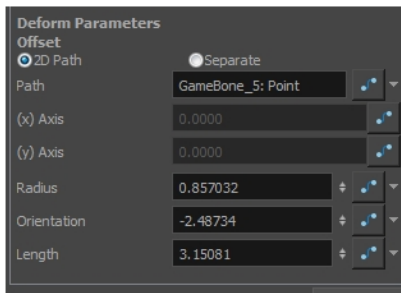 Deform Parameters
Offset
2D Path Separate
Path GameBone_5: Point
(x) Axis 0.0000
(y) Axis 0.0000
Radius 0.857032
Orientation -2.48734
Length 3.15081